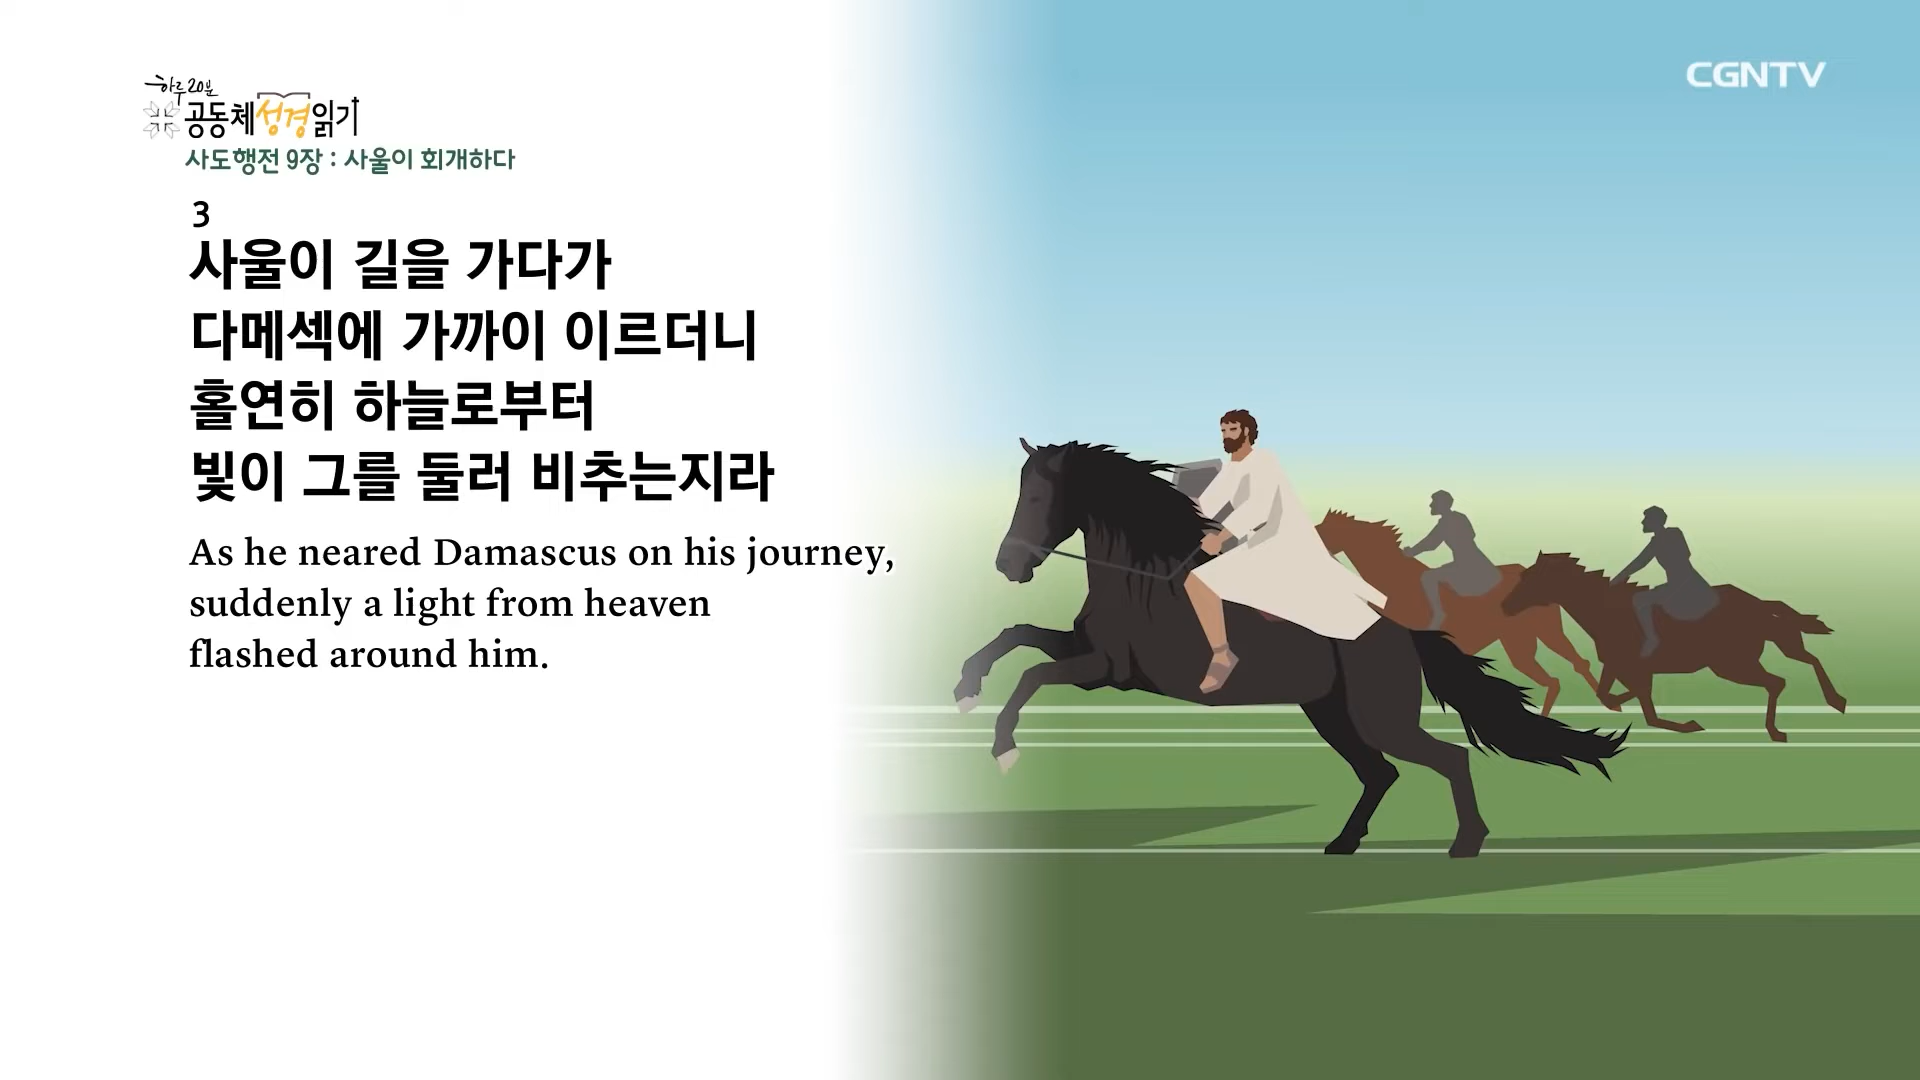 하루 20분
공동체성경읽기
CGNTV
사도행전 9장 : 사울이 회개하다
3
사울이 길을 가다가
다메섹에 가까이 이르더니
홀연히 하늘로부터
빛이 그를 둘러 비추는지라
As he neared Damascus on his journey,
suddenly a light from heaven
flashed around him.